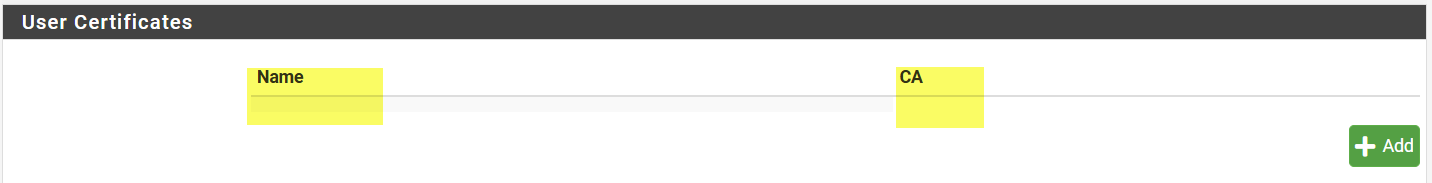 User Certificates
Name CA
Add